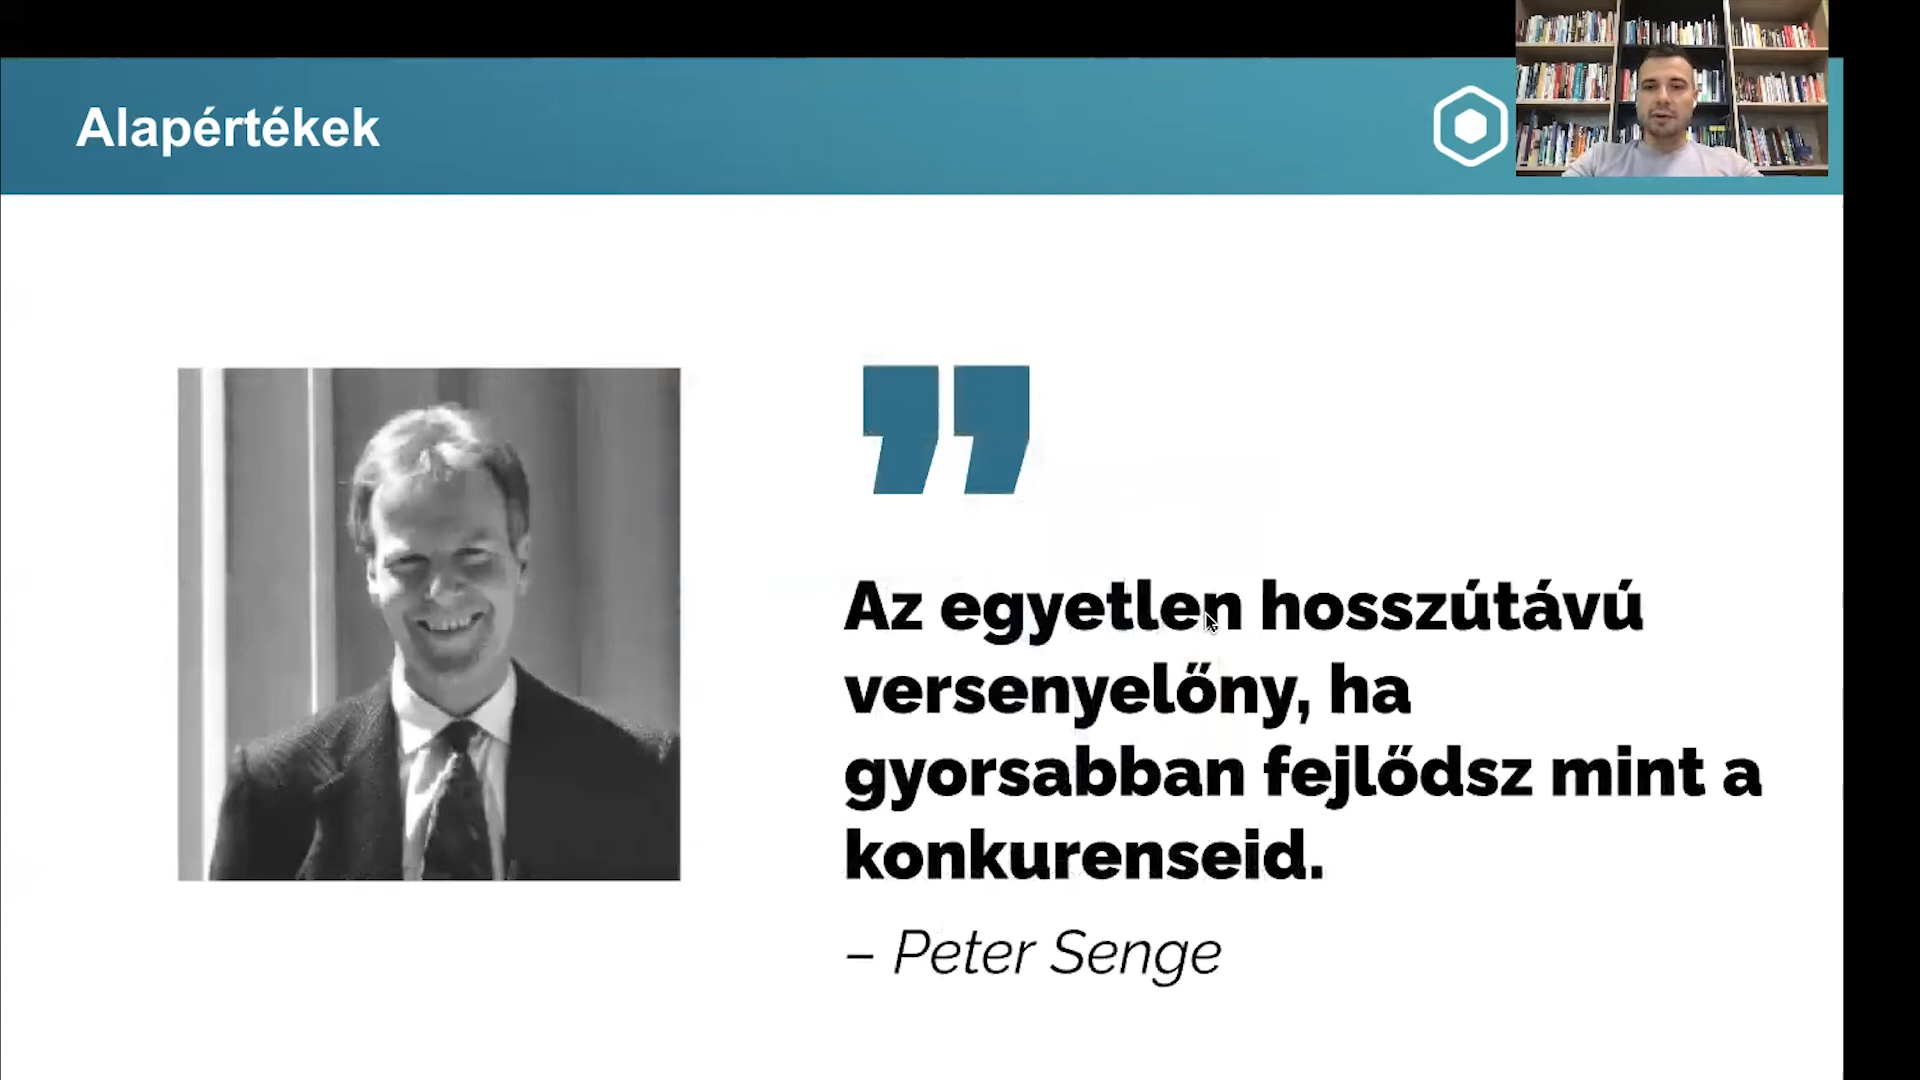 Alapértékek
Az egyetlen hosszútávú
versenyelőny, ha
gyorsabban fejlődsz mint a
konkurenseid.
– Peter Senge